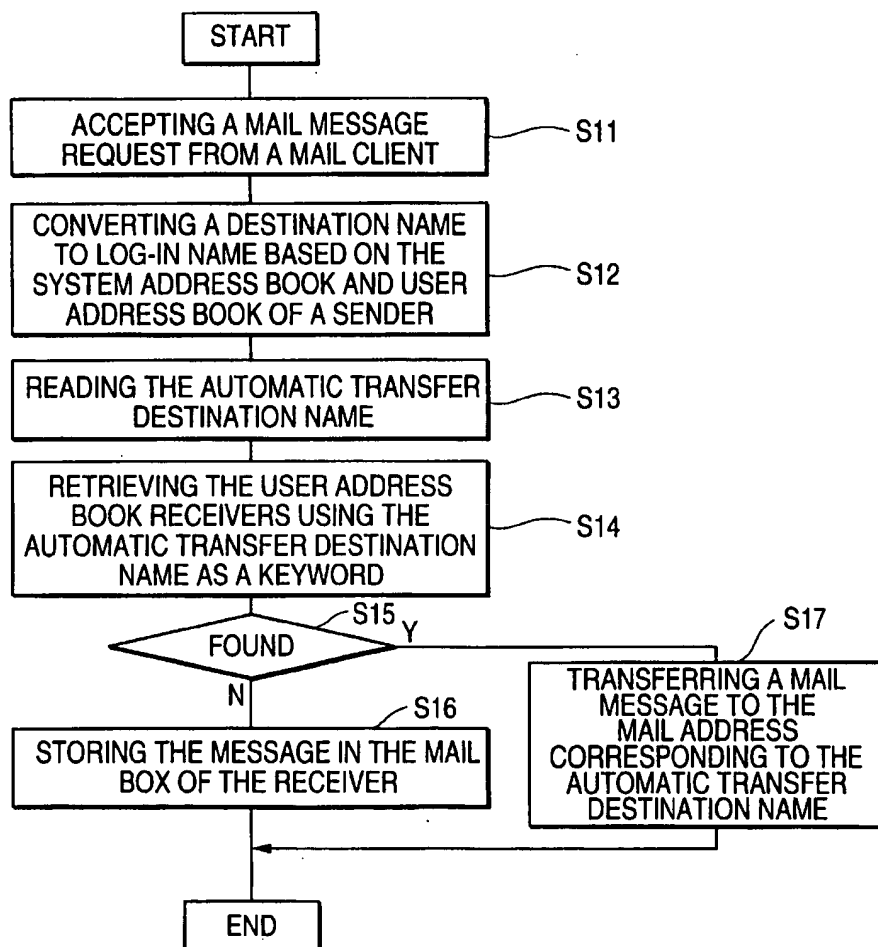 START
ACCEPTING A MAIL MESSAGE
REQUEST FROM A MAIL CLIENT
S11
CONVERTING A DESTINATION NAME
TO LOG-IN NAME BASED ON THE
SYSTEM ADDRESS BOOK AND USER
ADDRESS BOOK OF A SENDER
S12
READING THE AUTOMATIC TRANSFER
DESTINATION NAME
S13
RETRIEVING THE USER ADDRESS
BOOK RECEIVERS USING THE
AUTOMATIC TRANSFER DESTINATION
NAME AS A KEYWORD
S14
S15
FOUND
Y
N
S16
STORING THE MESSAGE IN THE MAIL
BOX OF THE RECEIVER
S17
TRANSFERRING A MAIL
MESSAGE TO THE
MAIL ADDRESS
CORRESPONDING TO THE
AUTOMATIC TRANSFER
DESTINATION NAME
END